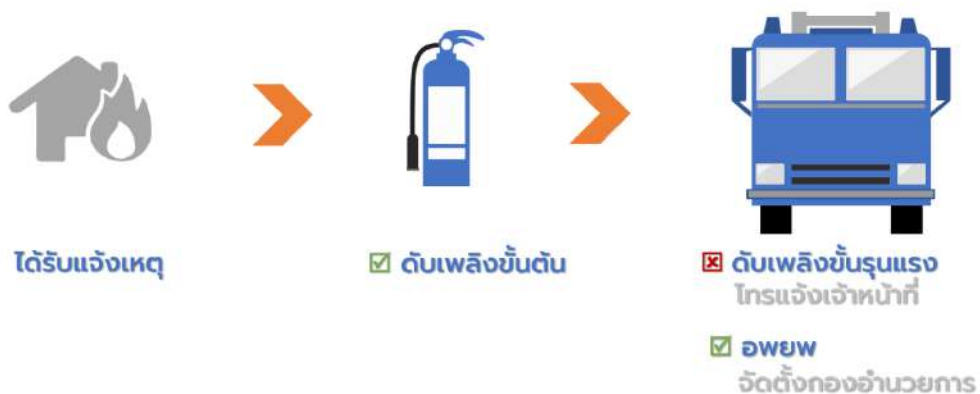 ได้รับแจ้งเหตุ
ดับเพลิงขั้นต้น
ดับเพลิงขั้นรุนแรง
โทรแจ้งเจ้าหน้าที่
อพยพ
จัดตั้งกองอำนวยการ